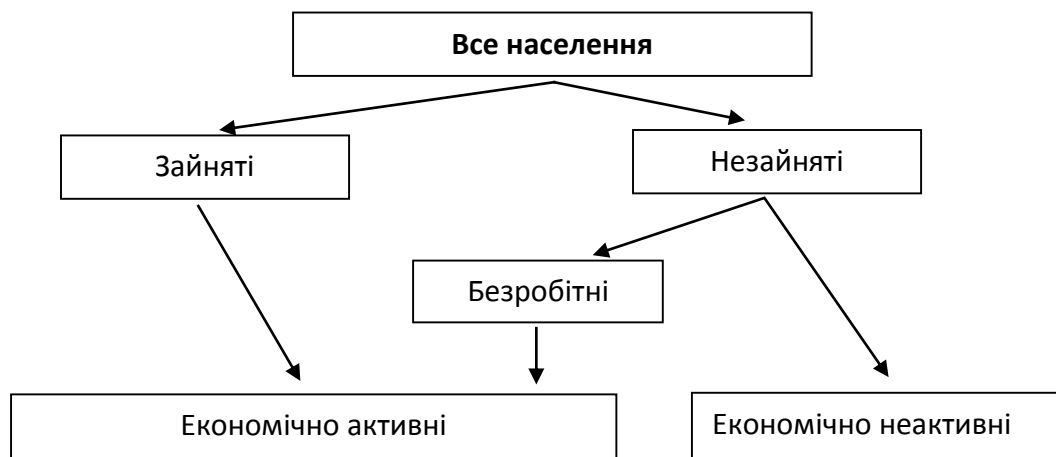 Все населення
Зайняті
Незайняті
Безробітні
Економічно активні
Економічно неактивні